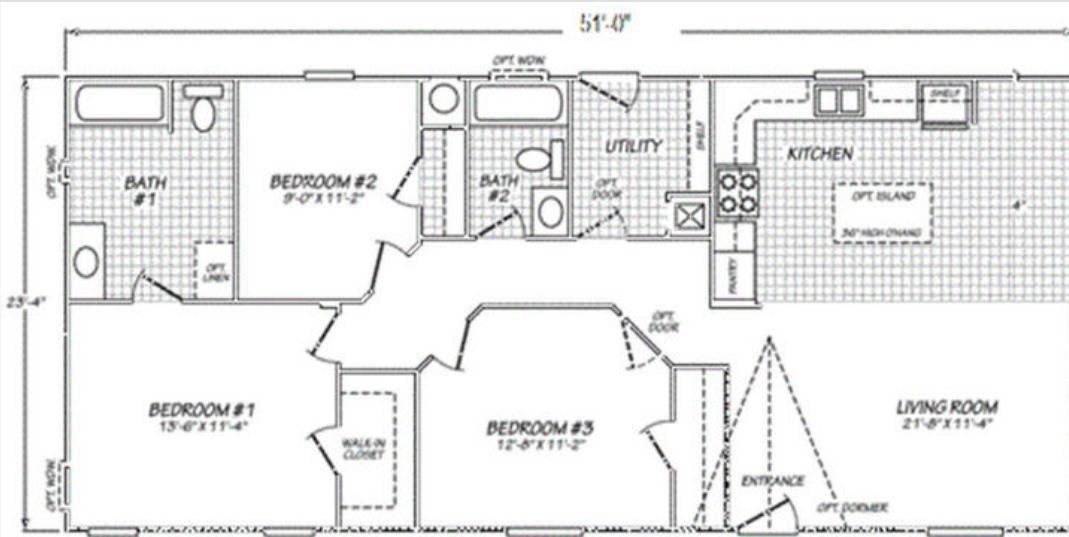 51'-0"
OPT. WDW.
SHELF
UTILITY
SHELF
KITCHEN
OPT. WDW.
BATH
#1
BEDROOM #2
9'-0" X 11'-2"
BATH
#2
OPT.
DOOR
OPT. ISLAND
36" HIGH O'HANG
4"
OPT.
LINEN
PANTRY
23'-4"
OPT.
DOOR
BEDROOM #1
13'-6" X 11'-4"
WALK-IN
CLOSET
BEDROOM #3
12'-8" X 11'-2"
LIVING ROOM
21'-8" X 11'-4"
OPT. WDW.
ENTRANCE
OPT. DORMER